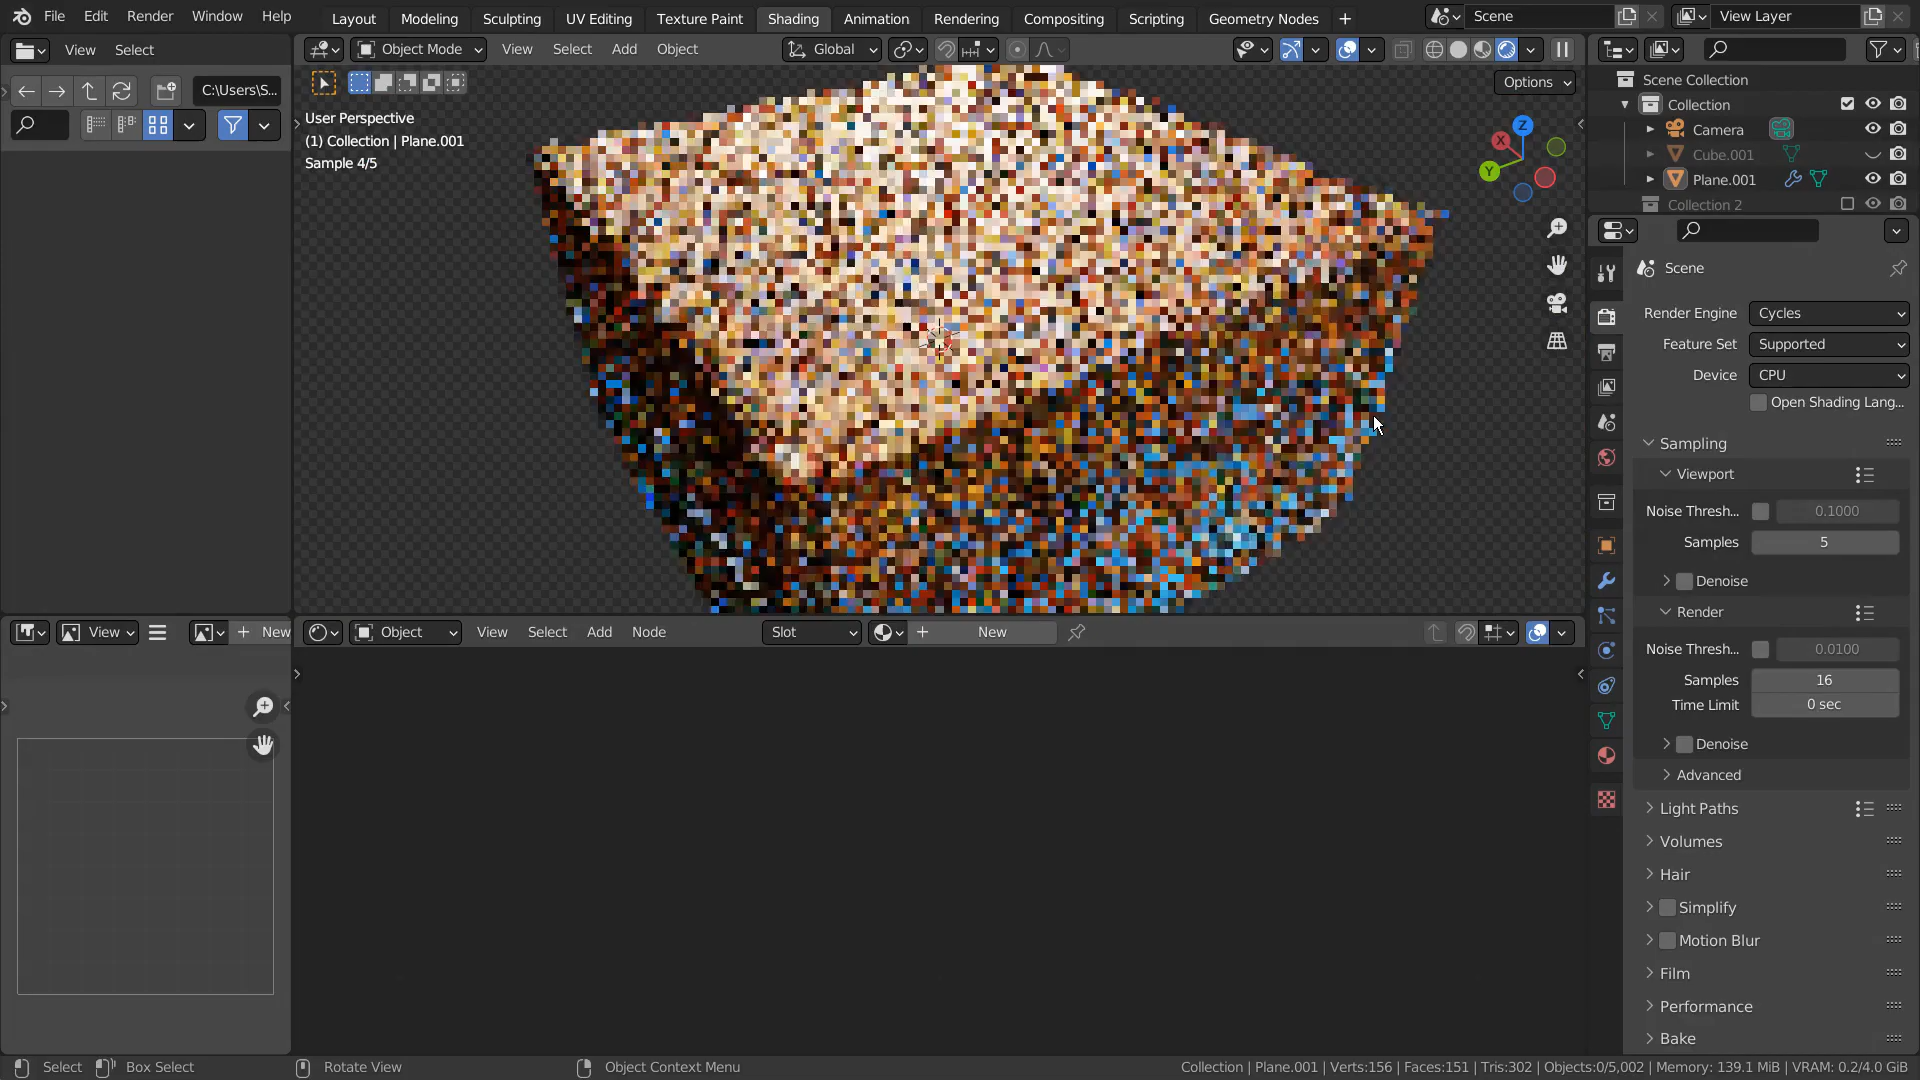 File Edit Render Window Help
Layout Modeling Sculpting UV Editing Texture Paint Shading Animation Rendering Compositing Scripting Geometry Nodes
Scene
View Layer
View Select
Object Mode View Select Add Object
Global
C:\Users\S...
Options
User Perspective
(1) Collection | Plane.001
Sample 4/5
Z
X
Y
Scene Collection
Collection
Camera
Cube.001
Plane.001
Collection 2
Scene
Render Engine Cycles
Feature Set Supported
Device CPU
Open Shading Lang...
Sampling
Viewport
Noise Thresh... 0.1000
Samples 5
Denoise
Render
Noise Thresh... 0.0100
Samples 16
Time Limit 0 sec
Denoise
Advanced
Light Paths
Volumes
Hair
Simplify
Motion Blur
Film
Performance
Bake
View New
Object View Select Add Node Slot New
Select Box Select Rotate View Object Context Menu
Collection | Plane.001 | Verts:156 | Faces:151 | Tris:302 | Objects:0/5,002 | Memory: 139.1 MiB | VRAM: 0.2/4.0 GiB